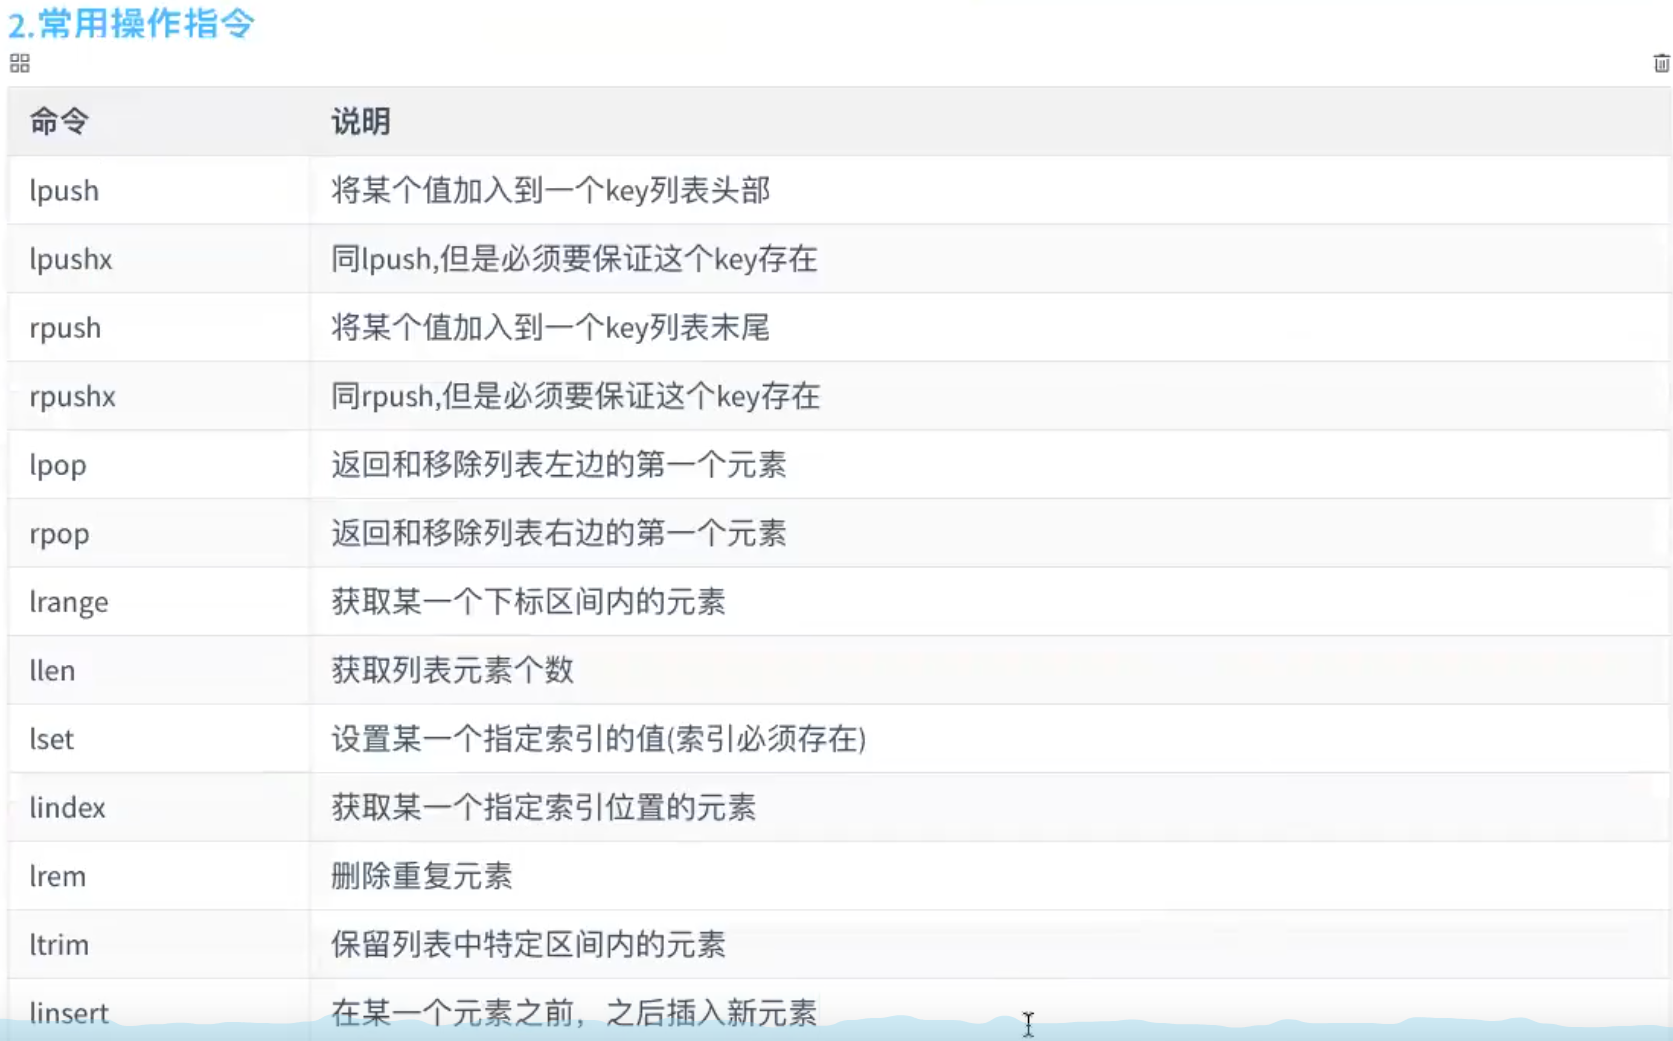 2.常用操作指令
命令 说明
lpush 将某个值加入到一个key列表头部
lpushx 同lpush,但是必须要保证这个key存在
rpush 将某个值加入到一个key列表末尾
rpushx 同rpush,但是必须要保证这个key存在
lpop 返回和移除列表左边的第一个元素
rpop 返回和移除列表右边的第一个元素
lrange 获取某一个下标区间内的元素
llen 获取列表元素个数
lset 设置某一个指定索引的值(索引必须存在)
lindex 获取某一个指定索引位置的元素
lrem 删除重复元素
ltrim 保留列表中特定区间内的元素
linsert 在某一个元素之前，之后插入新元素